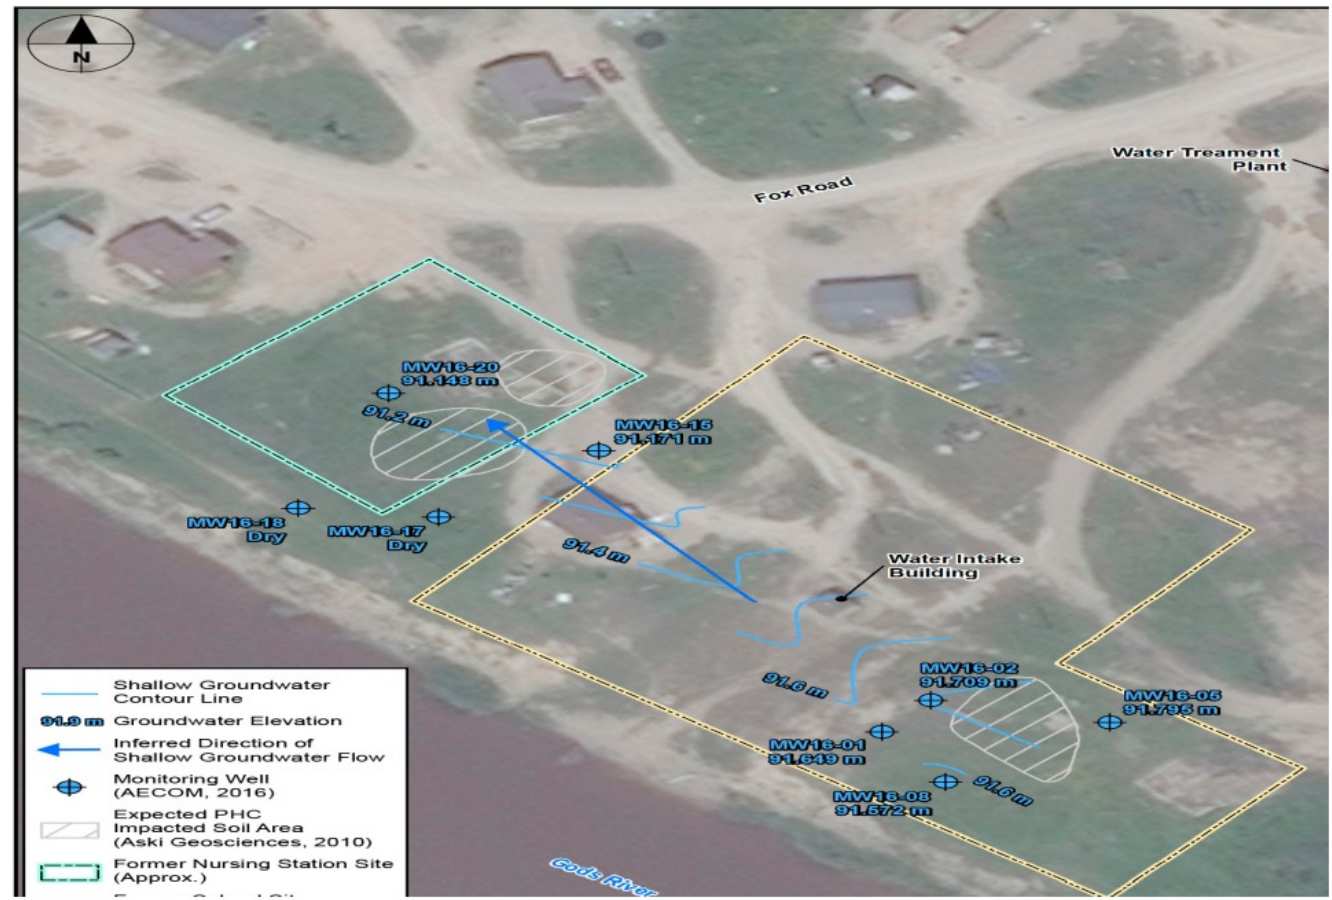 N
Water Treament
Plant
Fox Road
MW16-20
91.148 m
91.2 m
MW16-15
91.171 m
MW16-18
Dry
MW16-17
Dry
91.4 m
Water Intake
Building
91.6 m
MW16-02
91.709 m
MW16-05
91.795 m
MW16-01
91.649 m
MW16-08
91.572 m
91.6 m
Gods River
Shallow Groundwater
Contour Line
91.9 m Groundwater Elevation
Inferred Direction of
Shallow Groundwater Flow
Monitoring Well
(AECOM, 2016)
Expected PHC
Impacted Soil Area
(Aski Geosciences, 2010)
Former Nursing Station Site
(Approx.)